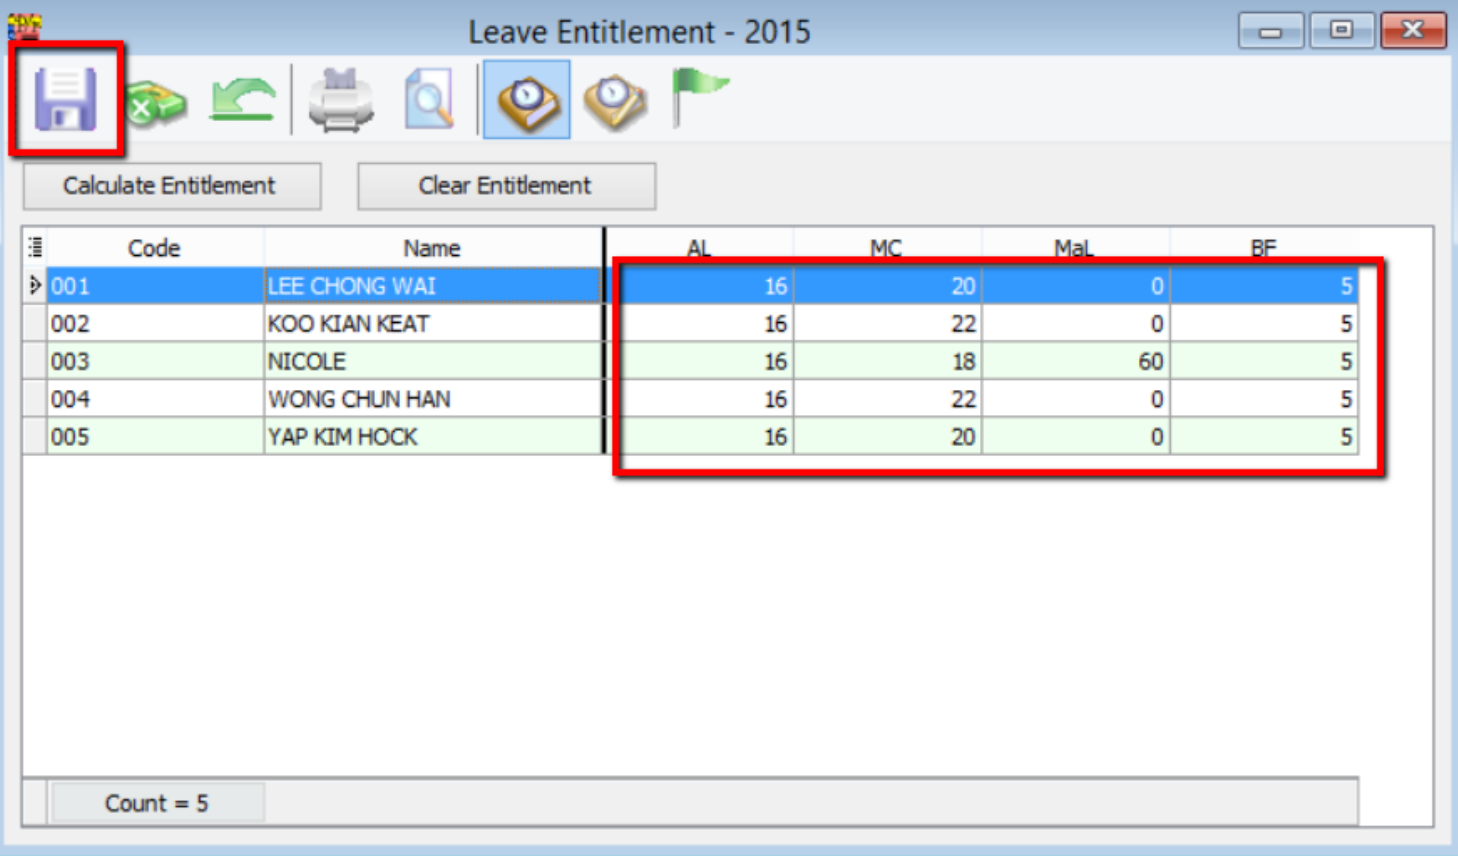 Leave Entitlement - 2015
Calculate Entitlement Clear Entitlement
Code Name AL MC MaL BF
001 LEE CHONG WAI 16 20 0 5
002 KOO KIAN KEAT 16 22 0 5
003 NICOLE 16 18 60 5
004 WONG CHUN HAN 16 22 0 5
005 YAP KIM HOCK 16 20 0 5
Count = 5